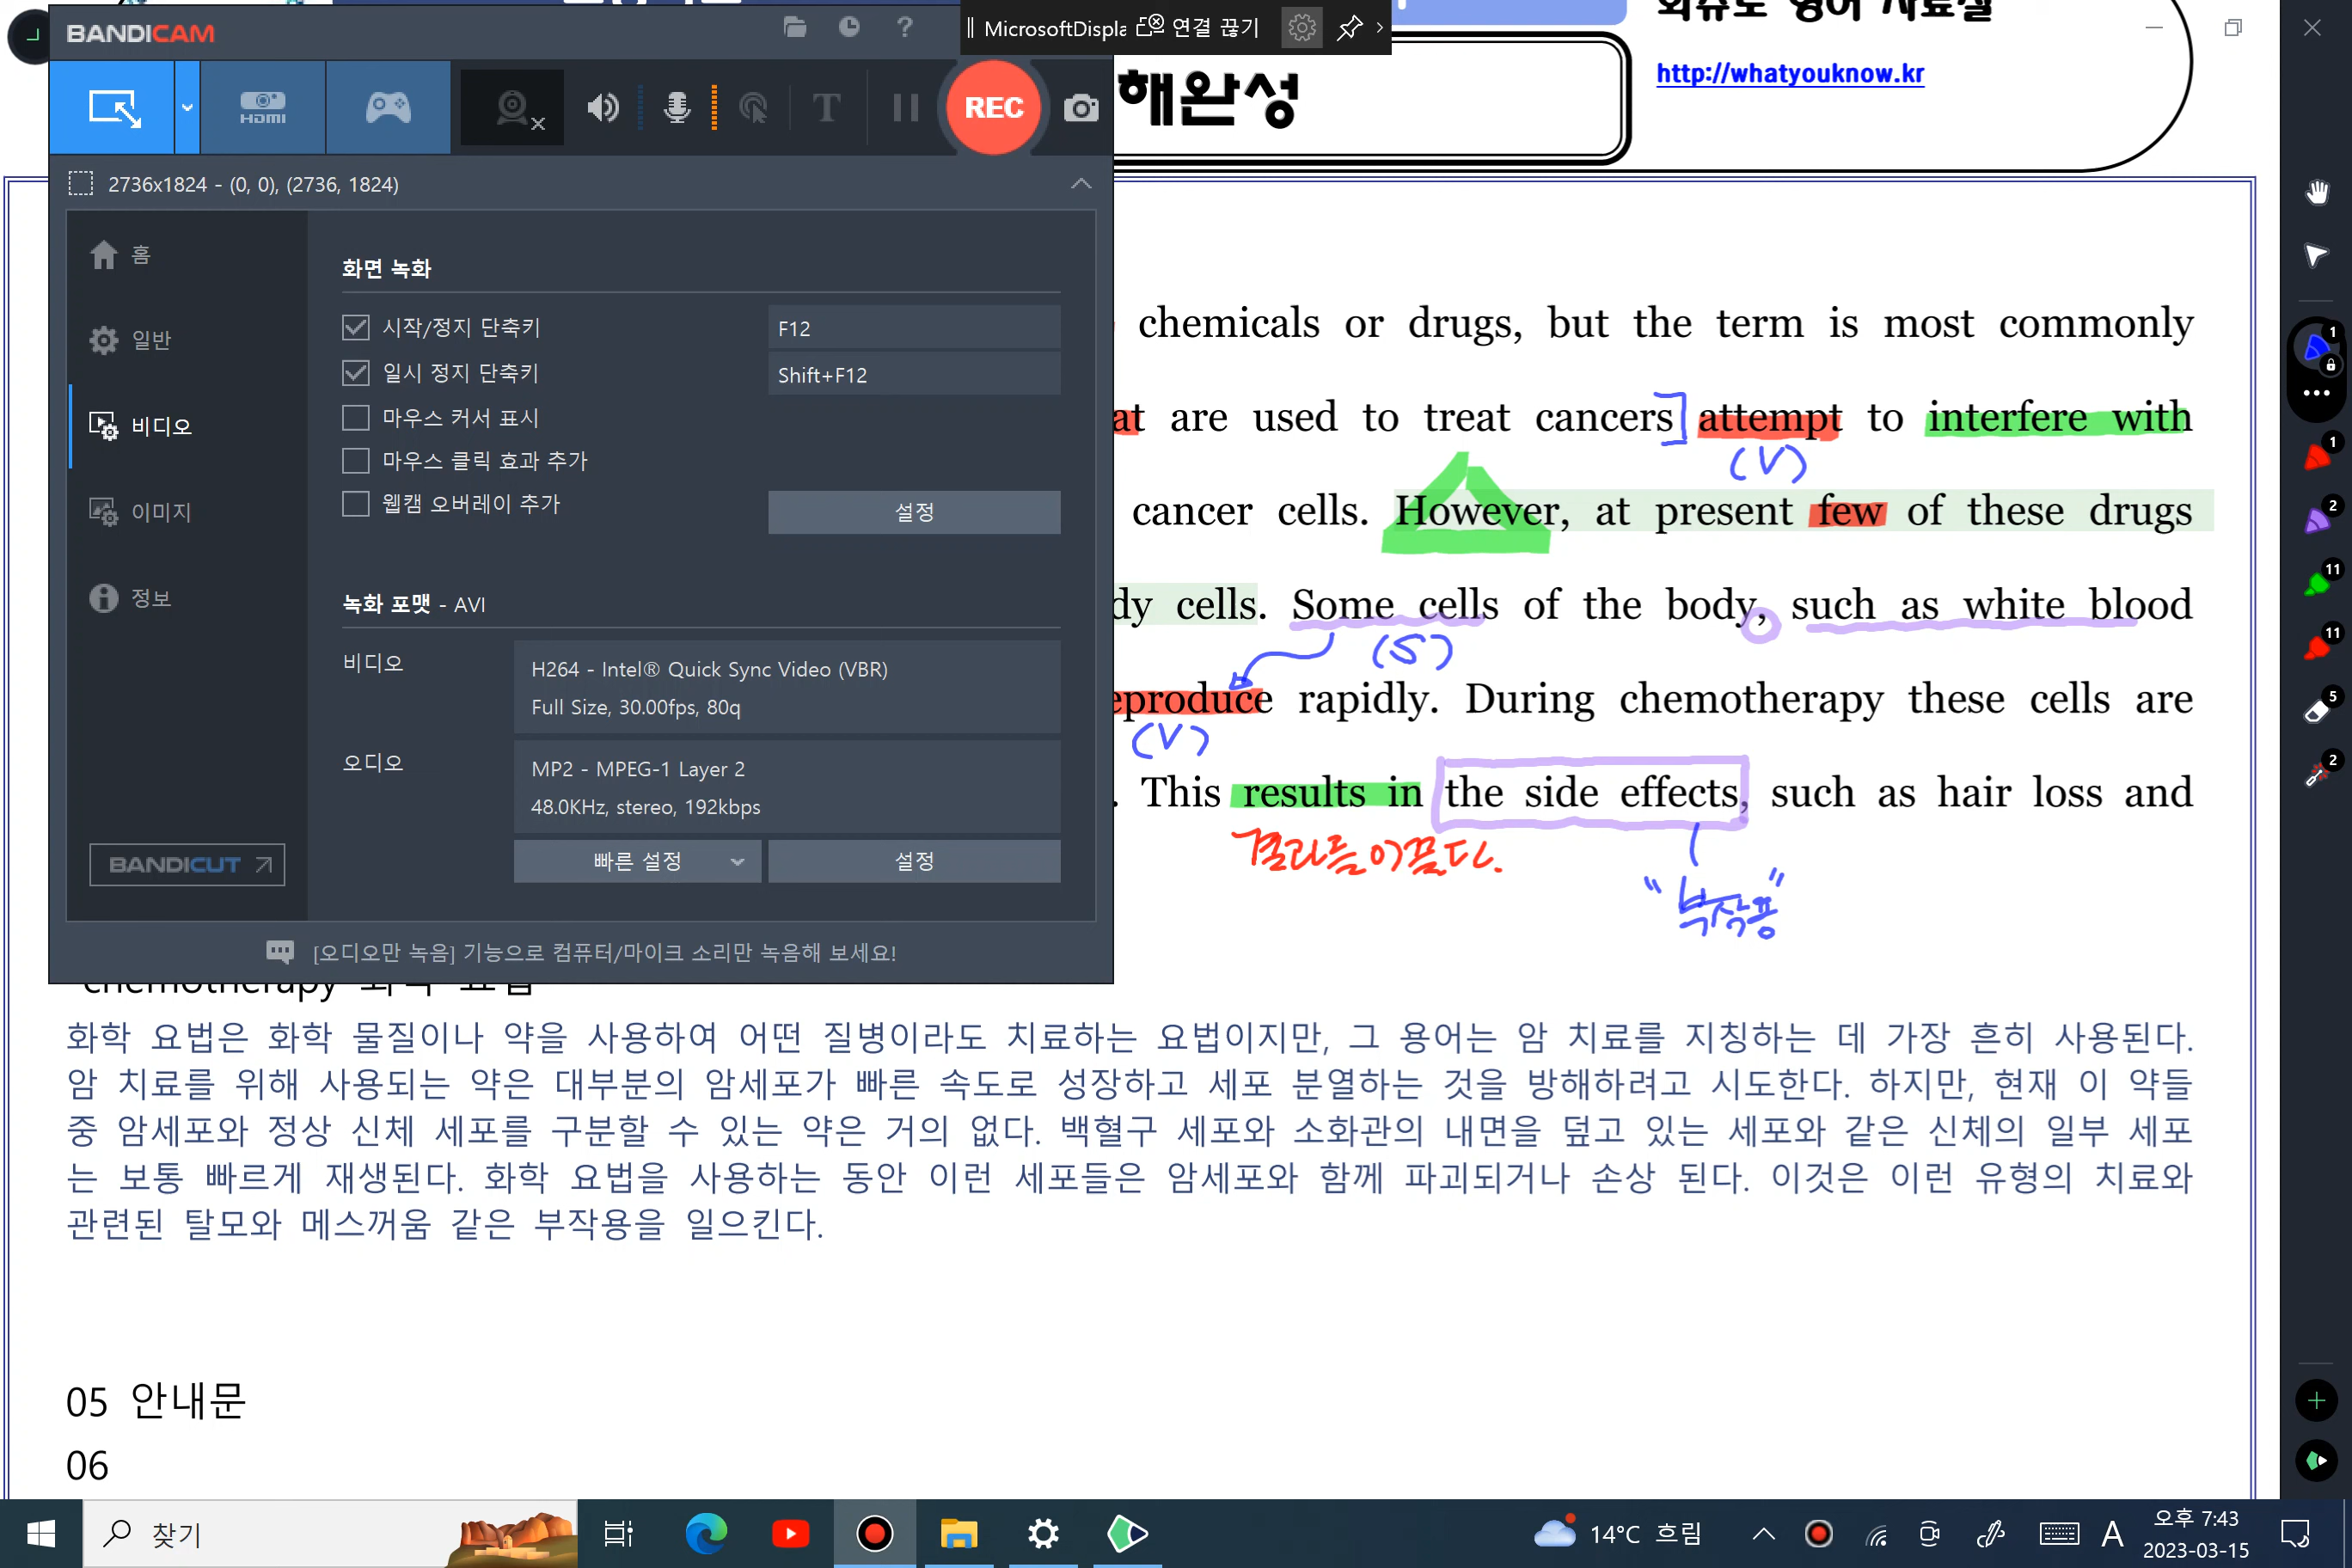 BANDICAM
MicrosoftDispla 연결 끊기
해완성
http://whatyouknow.kr
HDMI
REC
2736x1824 - (0, 0), (2736, 1824)
홈
일반
비디오
이미지
정보
BANDICUT
화면 녹화
시작/정지 단축키 F12
일시 정지 단축키 Shift+F12
마우스 커서 표시
마우스 클릭 효과 추가
웹캠 오버레이 추가 설정
녹화 포맷 - AVI
비디오
H264 - Intel® Quick Sync Video (VBR)
Full Size, 30.00fps, 80q
오디오
MP2 - MPEG-1 Layer 2
48.0KHz, stereo, 192kbps
빠른 설정 설정
[오디오만 녹음] 기능으로 컴퓨터/마이크 소리만 녹음해 보세요!
chemicals or drugs, but the term is most commonly
at are used to treat cancers] attempt to interfere with
(V)
cancer cells. However, at present few of these drugs
dy cells. Some cells of the body, such as white blood
(S)
eproduce rapidly. During chemotherapy these cells are
(V)
. This results in the side effects, such as hair loss and
결과를 이끌다.
"부작용"
chemotherapy
화학 요법은 화학 물질이나 약을 사용하여 어떤 질병이라도 치료하는 요법이지만, 그 용어는 암 치료를 지칭하는 데 가장 흔히 사용된다.
암 치료를 위해 사용되는 약은 대부분의 암세포가 빠른 속도로 성장하고 세포 분열하는 것을 방해하려고 시도한다. 하지만, 현재 이 약들
중 암세포와 정상 신체 세포를 구분할 수 있는 약은 거의 없다. 백혈구 세포와 소화관의 내면을 덮고 있는 세포와 같은 신체의 일부 세포
는 보통 빠르게 재생된다. 화학 요법을 사용하는 동안 이런 세포들은 암세포와 함께 파괴되거나 손상 된다. 이것은 이런 유형의 치료와
관련된 탈모와 메스꺼움 같은 부작용을 일으킨다.
05 안내문
06
1
1
2
11
11
5
2
찾기
14°C 흐림
A
오후 7:43
2023-03-15